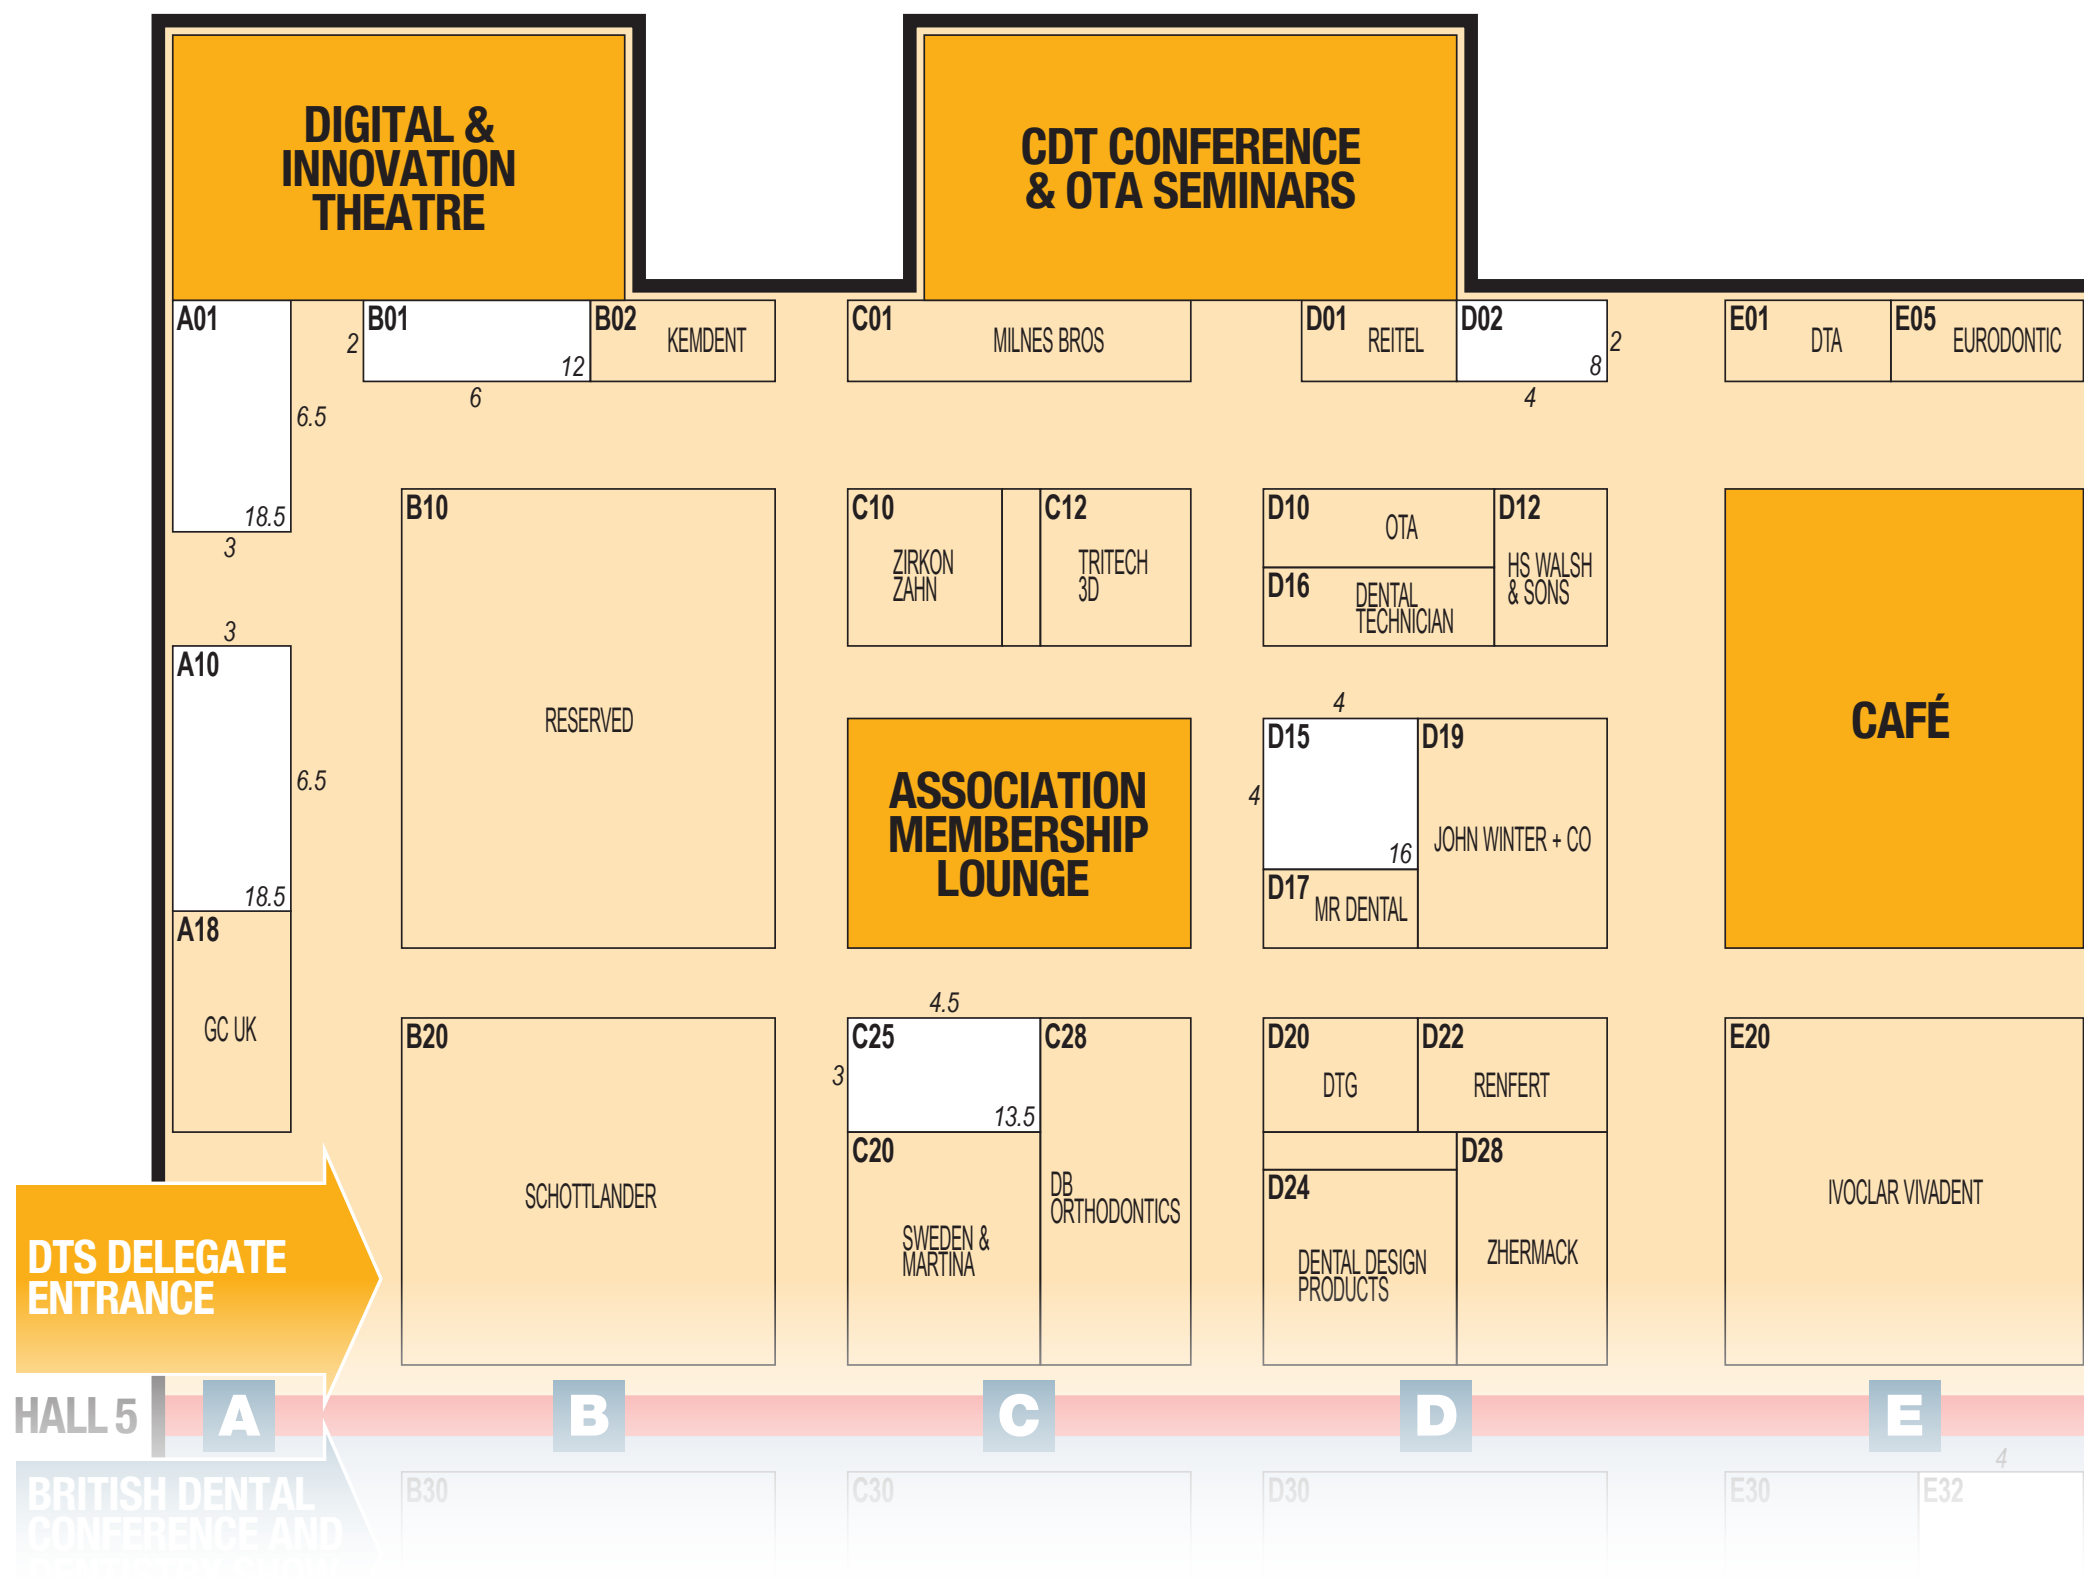 DIGITAL &
INNOVATION
THEATRE
CDT CONFERENCE
& OTA SEMINARS
A01
6.5
18.5
3
2
B01
12
6
B02
KEMDENT
C01
MILNES BROS
D01
REITEL
D02
8
2
4
E01
DTA
E05
EURODONTIC
B10
RESERVED
C10
ZIRKON
ZAHN
C12
TRITECH
3D
D10
OTA
D16
DENTAL
TECHNICIAN
D12
HS WALSH
& SONS
CAFÉ
3
A10
6.5
18.5
A18
GC UK
ASSOCIATION
MEMBERSHIP
LOUNGE
4
D15
4
16
D17
MR DENTAL
D19
JOHN WINTER + CO
B20
SCHOTTLANDER
4.5
C25
3
13.5
C20
SWEDEN &
MARTINA
C28
DB
ORTHODONTICS
D20
DTG
D22
RENFERT
D24
DENTAL DESIGN
PRODUCTS
D28
ZHERMACK
E20
IVOCLAR VIVADENT
DTS DELEGATE
ENTRANCE
HALL 5
A
B
C
D
E
BRITISH DENTAL
CONFERENCE AND
DENTISTRY SHOW
B30
C30
D30
E30
4
E32